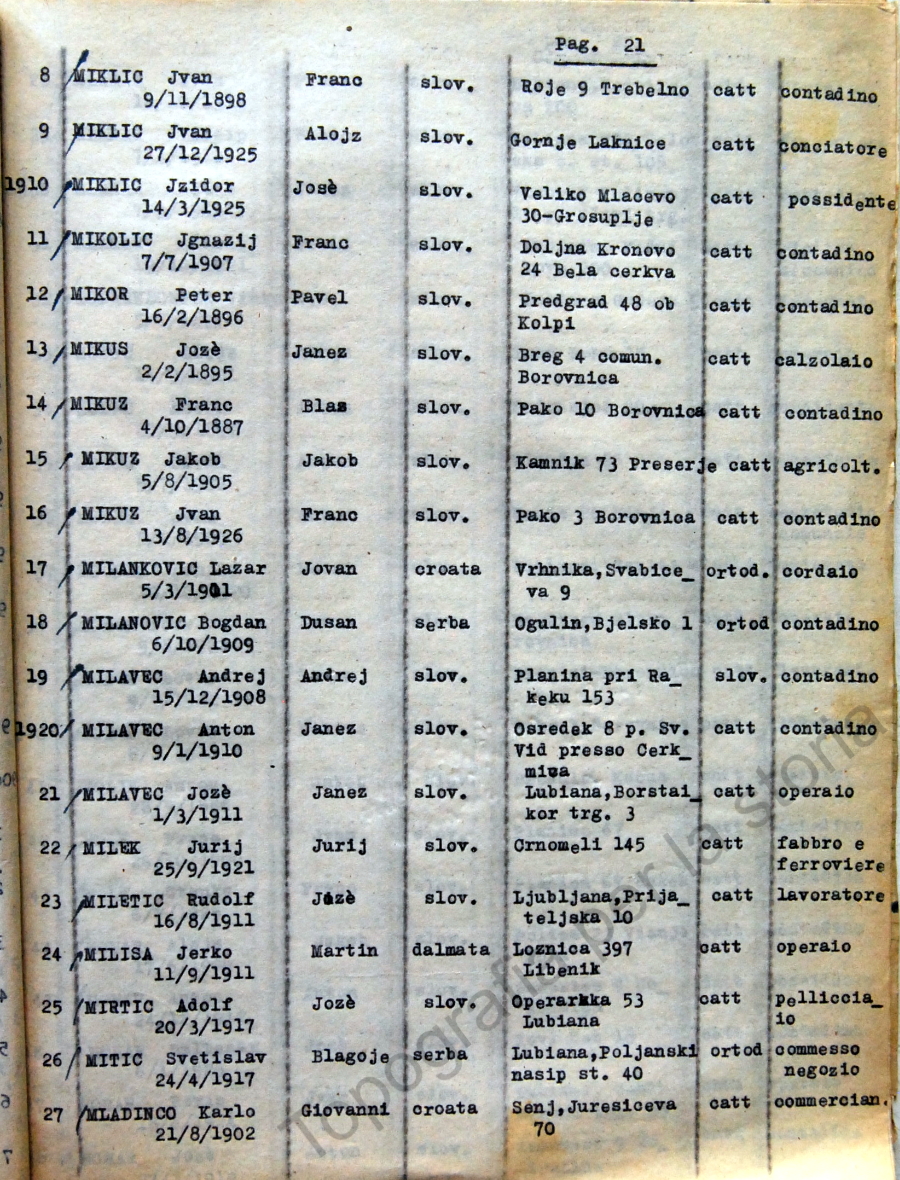 Pag. 21
8 MIKLIC Jvan Franc slov. Roje 9 Trebelno catt contadino
9/11/1898
9 MIKLIC Jvan Alojz slov. Gornje Laknice catt conciatore
27/12/1925
1910 MIKLIC Jzidor Josè slov. Veliko Mlacevo catt possidente
14/3/1925 30-Grosuplje
11 MIKOLIC Jgnazij Franc slov. Doljna Kronovo catt contadino
7/7/1907 24 Bela cerkva
12 MIKOR Peter Pavel slov. Predgrad 48 ob catt contadino
16/2/1896 Kolpi
13 MIKUS Jozè Janez slov. Breg 4 comun. catt calzolaio
2/2/1895 Borovnica
14 MIKUZ Franc Blas slov. Pako 10 Borovnica catt contadino
4/10/1887
15 MIKUZ Jakob Jakob slov. Kamnik 73 Preserje catt agricolt.
5/8/1905
16 MIKUZ Jvan Franc slov. Pako 3 Borovnica catt contadino
13/8/1926
17 MILANKOVIC Lazar Jovan croata Vrhnika,Svabice_ ortod. cordaio
5/3/1901 va 9
18 MILANOVIC Bogdan Dusan serba Ogulin,Bjelsko 1 ortod contadino
6/10/1909
19 MILAVEC Andrej Andrej slov. Planina pri Ra_ slov. contadino
15/12/1908 keku 153
1920 MILAVEC Anton Janez slov. Osredek 8 p. Sv. catt contadino
9/1/1910 Vid presso Cerk_
mica
21 MILAVEC Jozè Janez slov. Lubiana,Borstai_ catt operaio
1/3/1911 kor trg. 3
22 MILEK Jurij Jurij slov. Crnomeli 145 catt fabbro e
25/9/1921 ferroviere
23 MILETIC Rudolf Jozè slov. Ljubljana,Prija_ catt lavoratore
16/8/1911 teljska 10
24 MILISA Jerko Martin dalmata Loznica 397 catt operaio
11/9/1911 Libenik
25 MIRTIC Adolf Jozè slov. Operarkka 53 catt pelliccia_
20/3/1917 Lubiana io
26 MITIC Svetislav Blagoje serba Lubiana,Poljanski ortod commesso
24/4/1917 nasip st. 40 negozio
27 MLADINCO Karlo Giovanni croata Senj,Juresiceva catt commercian.
21/8/1902 70
Topografia per la storia